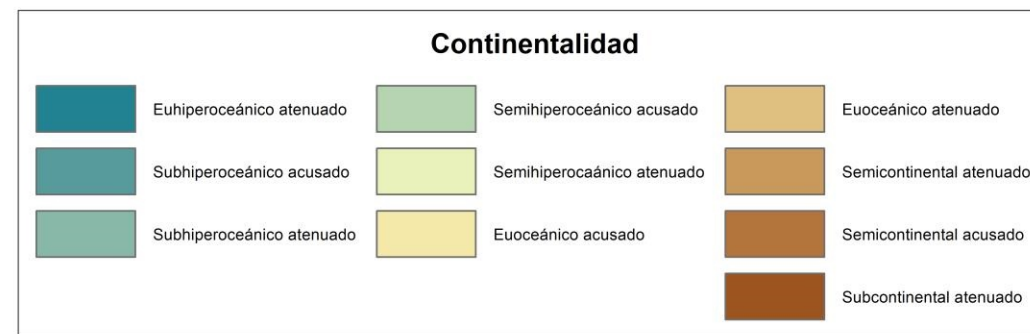 Continentalidad
Euhiperoceánico atenuado
Subhiperoceánico acusado
Subhiperoceánico atenuado
Semihiperoceánico acusado
Semihiperocaánico atenuado
Euoceánico acusado
Euoceánico atenuado
Semicontinental atenuado
Semicontinental acusado
Subcontinental atenuado